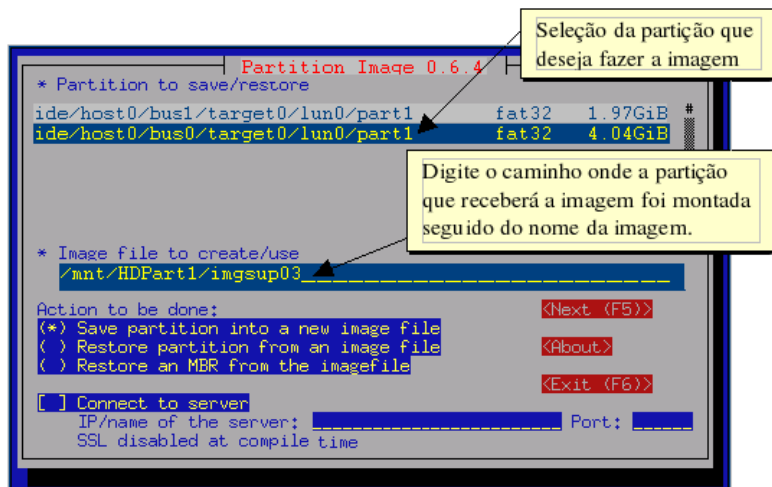 Seleção da partição que
deseja fazer a imagem
Partition Image 0.6.4
* Partition to save/restore
ide/host0/bus1/target0/lun0/part1 fat32 1.97GiB #
ide/host0/bus0/target0/lun0/part1 fat32 4.04GiB
Digite o caminho onde a partição
que receberá a imagem foi montada
seguido do nome da imagem.
* Image file to create/use
/mnt/HDPart1/imgsup03
Action to be done: <Next (F5)>
(*) Save partition into a new image file
( ) Restore partition from an image file <About>
( ) Restore an MBR from the imagefile
<Exit (F6)>
[ ] Connect to server
IP/name of the server: Port:
SSL disabled at compile time